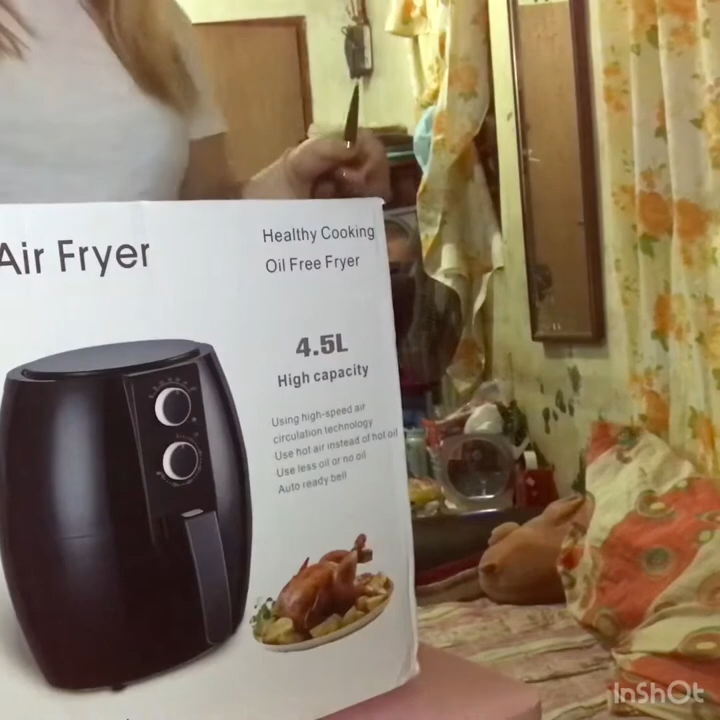 Air Fryer
Healthy Cooking
Oil Free Fryer
4.5L
High capacity
Using high-speed air
circulation technology
Use hot air instead of hot oil
Use less oil or no oil
Auto ready bell
InShOt